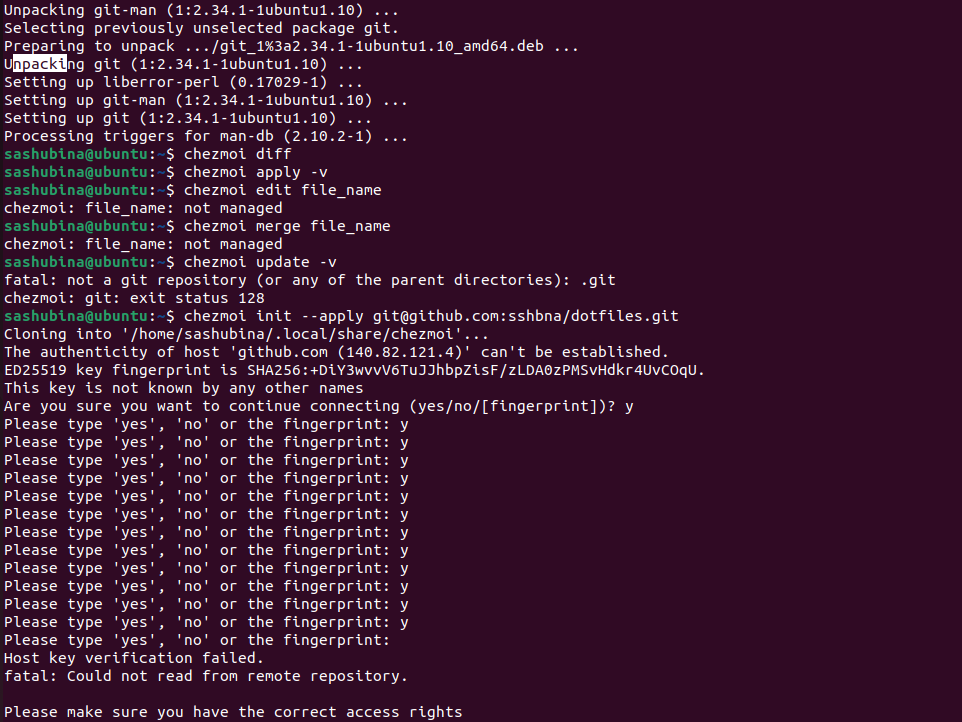 Unpacking git-man (1:2.34.1-1ubuntu1.10) ...
Selecting previously unselected package git.
Preparing to unpack .../git_1%3a2.34.1-1ubuntu1.10_amd64.deb ...
Unpacking git (1:2.34.1-1ubuntu1.10) ...
Setting up liberror-perl (0.17029-1) ...
Setting up git-man (1:2.34.1-1ubuntu1.10) ...
Setting up git (1:2.34.1-1ubuntu1.10) ...
Processing triggers for man-db (2.10.2-1) ...
sashubina@ubuntu:~$ chezmoi diff
sashubina@ubuntu:~$ chezmoi apply -v
sashubina@ubuntu:~$ chezmoi edit file_name
chezmoi: file_name: not managed
sashubina@ubuntu:~$ chezmoi merge file_name
chezmoi: file_name: not managed
sashubina@ubuntu:~$ chezmoi update -v
fatal: not a git repository (or any of the parent directories): .git
chezmoi: git: exit status 128
sashubina@ubuntu:~$ chezmoi init --apply git@github.com:sshbna/dotfiles.git
Cloning into '/home/sashubina/.local/share/chezmoi'...
The authenticity of host 'github.com (140.82.121.4)' can't be established.
ED25519 key fingerprint is SHA256:+DiY3wvvV6TuJJhbpZisF/zLDA0zPMSvHdkr4UvCOqU.
This key is not known by any other names
Are you sure you want to continue connecting (yes/no/[fingerprint])? y
Please type 'yes', 'no' or the fingerprint: y
Please type 'yes', 'no' or the fingerprint: y
Please type 'yes', 'no' or the fingerprint: y
Please type 'yes', 'no' or the fingerprint: y
Please type 'yes', 'no' or the fingerprint: y
Please type 'yes', 'no' or the fingerprint: y
Please type 'yes', 'no' or the fingerprint: y
Please type 'yes', 'no' or the fingerprint: y
Please type 'yes', 'no' or the fingerprint: y
Please type 'yes', 'no' or the fingerprint: y
Please type 'yes', 'no' or the fingerprint: y
Please type 'yes', 'no' or the fingerprint: y
Please type 'yes', 'no' or the fingerprint:
Host key verification failed.
fatal: Could not read from remote repository.

Please make sure you have the correct access rights